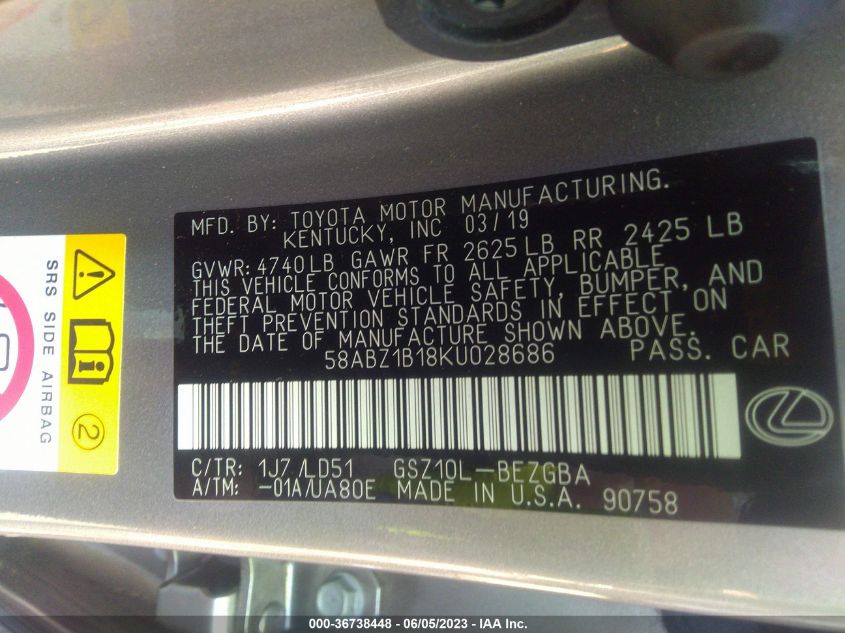 MFD. BY: TOYOTA MOTOR MANUFACTURING.
KENTUCKY, INC 03/19
GVWR: 4740LB GAWR FR 2625 LB RR 2425 LB
THIS VEHICLE CONFORMS TO ALL APPLICABLE
FEDERAL MOTOR VEHICLE SAFETY, BUMPER, AND
THEFT PREVENTION STANDARDS IN EFFECT ON
THE DATE OF MANUFACTURE SHOWN ABOVE.
58ABZ1B18KU028686 PASS. CAR
C/TR: 1J7 /LD51 GSZ10L-BEZGBA
A/TM: -01A/UA80E MADE IN U.S.A. 90758
SRS SIDE AIRBAG
2
000-36738448 - 06/05/2023 - IAA Inc.